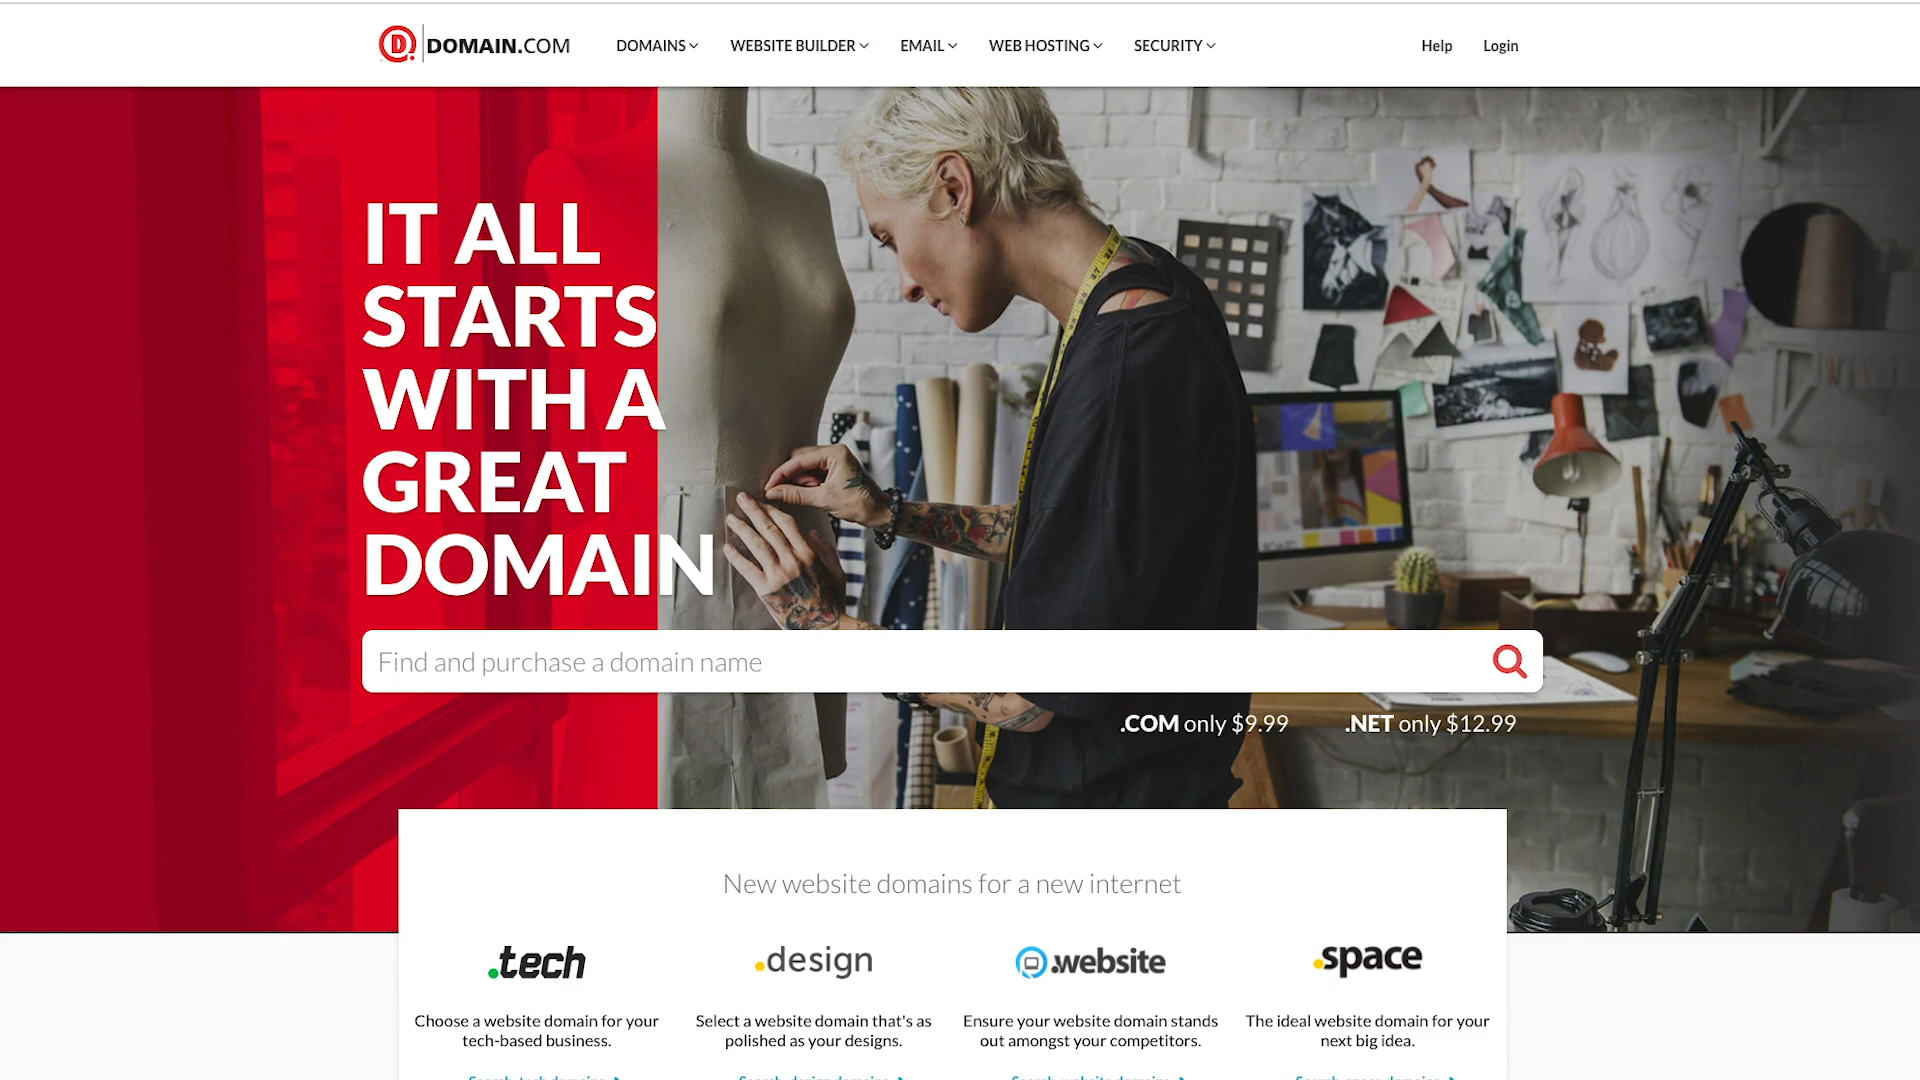 DOMAIN.COM
DOMAINS
WEBSITE BUILDER
EMAIL
WEB HOSTING
SECURITY
Help
Login
IT ALL
STARTS
WITH A
GREAT
DOMAIN
Find and purchase a domain name
.COM only $9.99
.NET only $12.99
New website domains for a new internet
.tech
Choose a website domain for your
tech-based business.
.design
Select a website domain that's as
polished as your designs.
.website
Ensure your website domain stands
out amongst your competitors.
.space
The ideal website domain for your
next big idea.